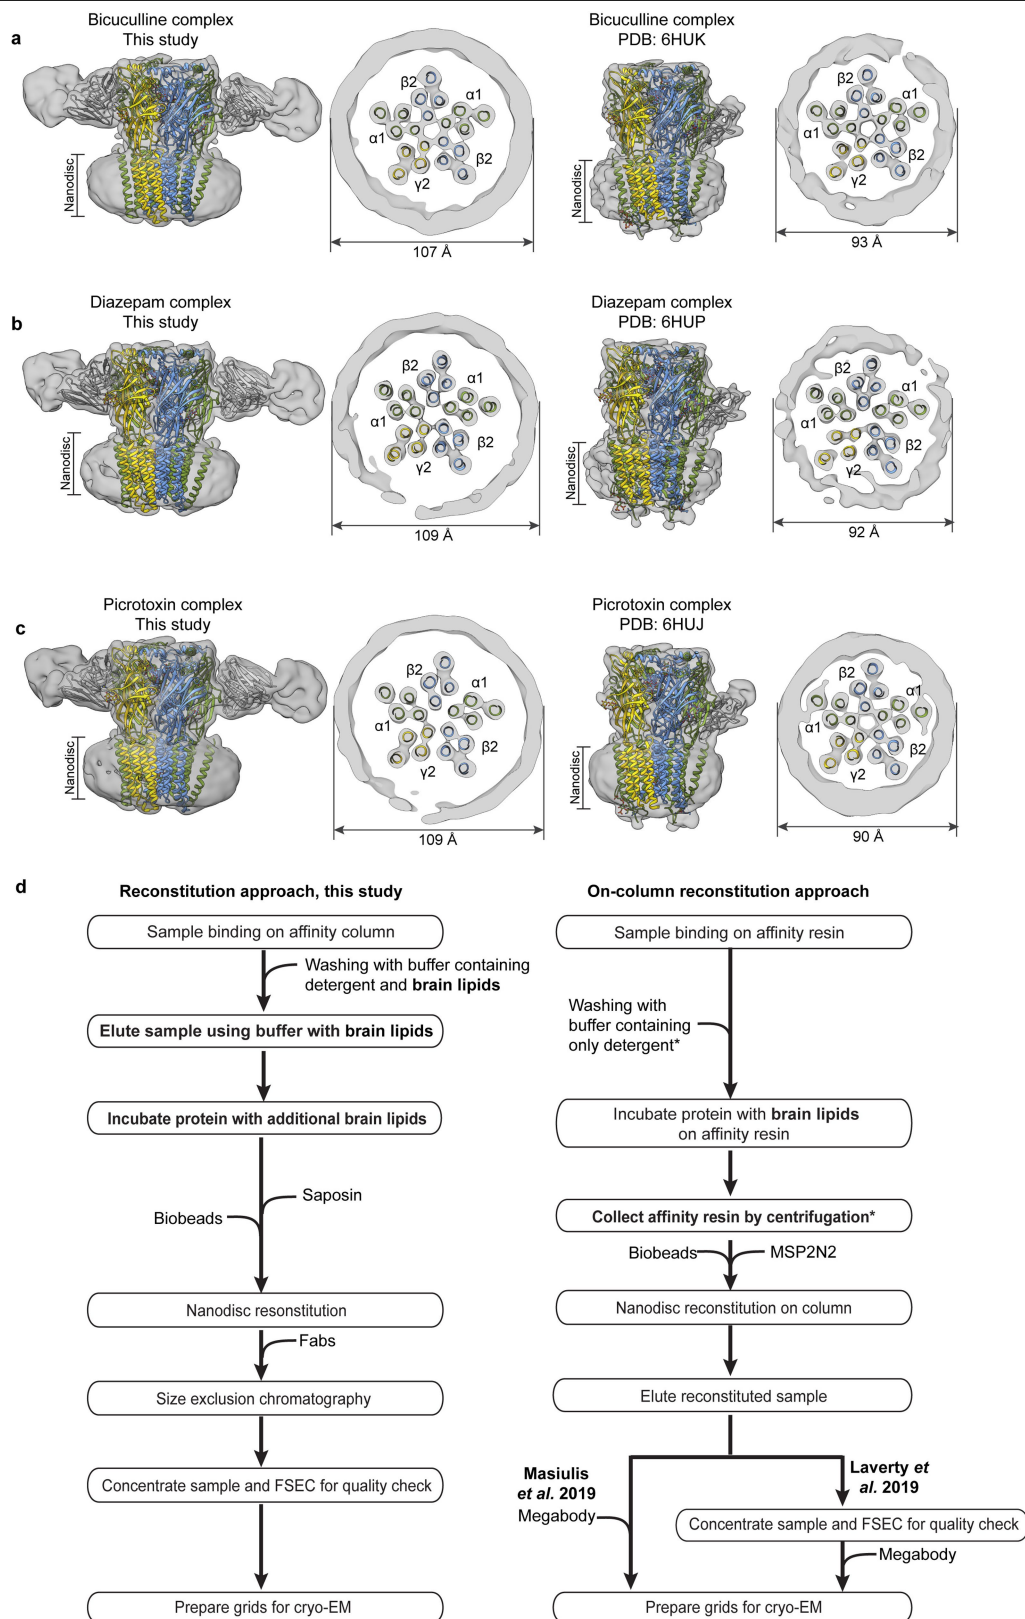 a
Bicuculline complex
This study
Nanodisc
β2
α1
α1
β2
γ2
107 Å
Bicuculline complex
PDB: 6HUK
Nanodisc
β2
α1
α1
β2
γ2
93 Å
b
Diazepam complex
This study
Nanodisc
β2
α1
α1
β2
γ2
109 Å
Diazepam complex
PDB: 6HUP
Nanodisc
β2
α1
α1
β2
γ2
92 Å
c
Picrotoxin complex
This study
Nanodisc
β2
α1
α1
β2
γ2
109 Å
Picrotoxin complex
PDB: 6HUJ
Nanodisc
β2
α1
α1
β2
γ2
90 Å
d
Reconstitution approach, this study
Sample binding on affinity column
Washing with buffer containing
detergent and brain lipids
Elute sample using buffer with brain lipids
Incubate protein with additional brain lipids
Saposin
Biobeads
Nanodisc resonstitution
Fabs
Size exclusion chromatography
Concentrate sample and FSEC for quality check
Prepare grids for cryo-EM
On-column reconstitution approach
Sample binding on affinity resin
Washing with
buffer containing
only detergent*
Incubate protein with brain lipids
on affinity resin
Collect affinity resin by centrifugation*
Biobeads
MSP2N2
Nanodisc reconstitution on column
Elute reconstituted sample
Masiulis
et al. 2019
Megabody
Laverty et
al. 2019
Concentrate sample and FSEC for quality check
Megabody
Prepare grids for cryo-EM